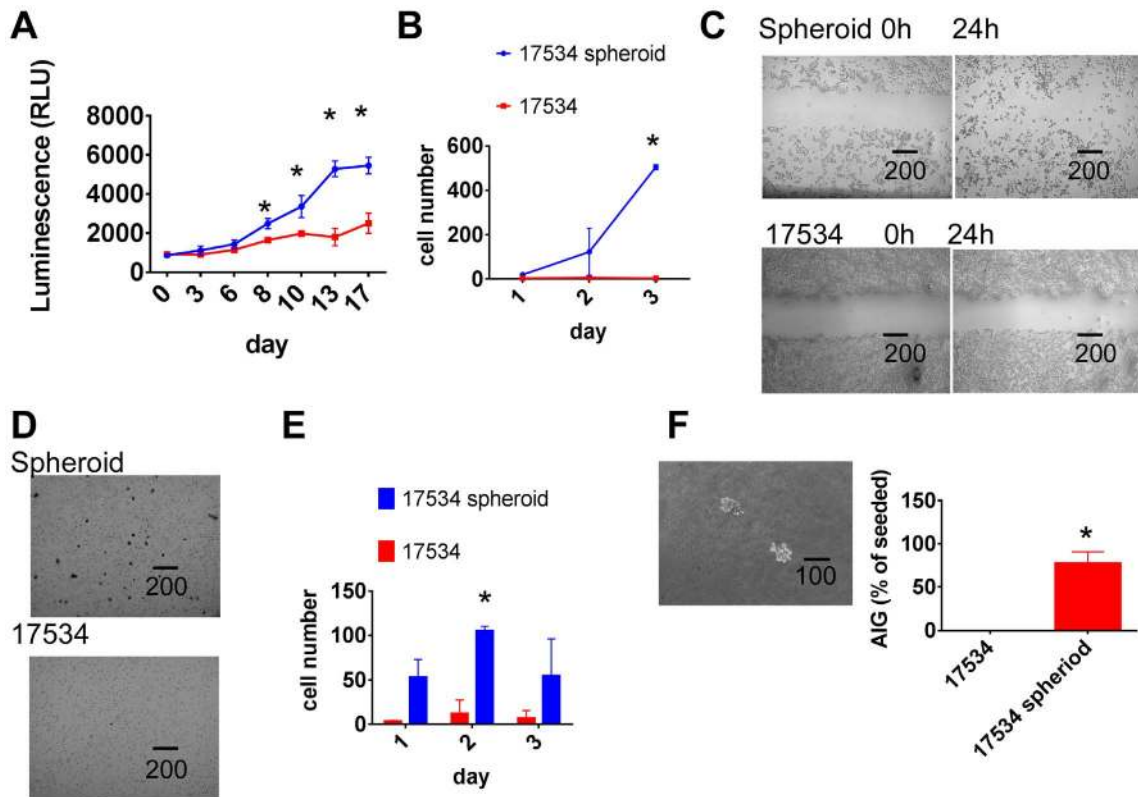 A
Luminescence (RLU)
8000
6000
4000
2000
0
* * * *
0 3 6 8 10 13 17
day
B
17534 spheroid
17534
cell number
600
400
200
0
*
1 2 3
day
C
Spheroid 0h 24h
200 200
17534 0h 24h
200 200
D
Spheroid
200
17534
200
E
17534 spheroid
17534
cell number
150
100
50
0
*
1 2 3
day
F
100
AIG (% of seeded)
150
100
50
0
*
17534
17534 spheriod